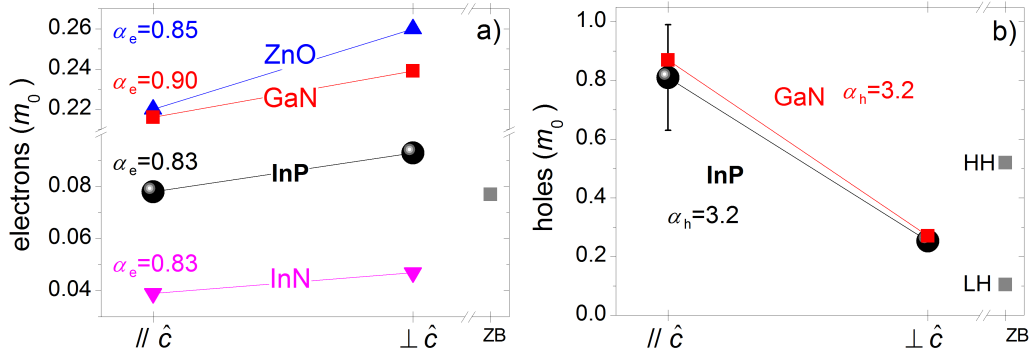 a)
electrons (m0)
0.26
0.24
0.22
0.08
0.06
0.04
αe=0.85
ZnO
αe=0.90
GaN
αe=0.83
InP
αe=0.83
InN
// ĉ
⊥ ĉ
ZB
b)
holes (m0)
1.0
0.8
0.6
0.4
0.2
0.0
GaN αh=3.2
InP
αh=3.2
HH
LH
// ĉ
⊥ ĉ
ZB